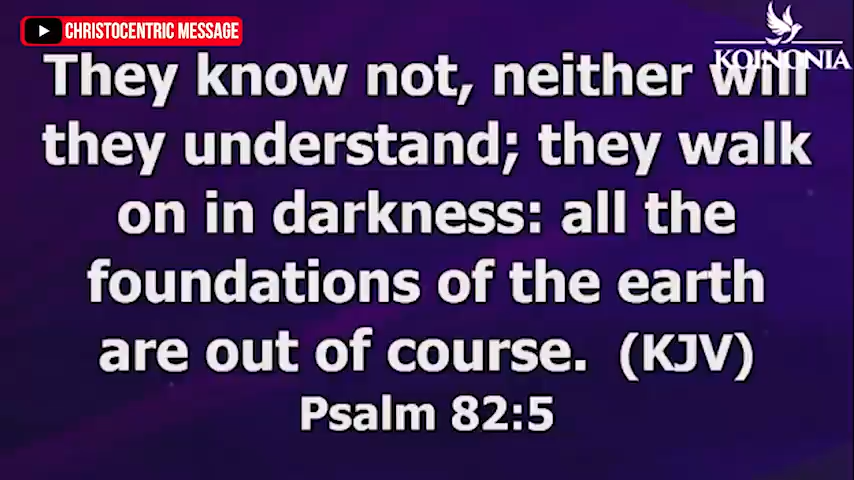 CHRISTOCENTRIC MESSAGE
KOINONIA
They know not, neither will
they understand; they walk
on in darkness: all the
foundations of the earth
are out of course. (KJV)
Psalm 82:5